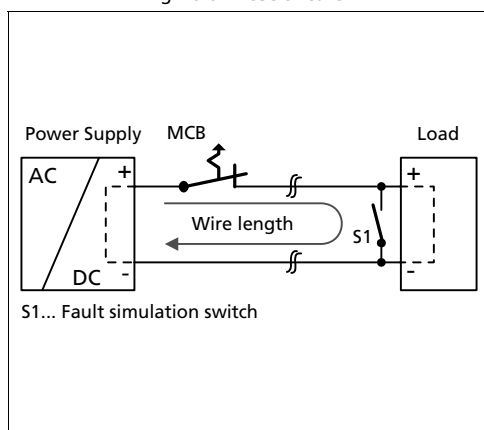 Power Supply
MCB
Load
AC
+
+
Wire length
S1
DC
-
-
S1... Fault simulation switch